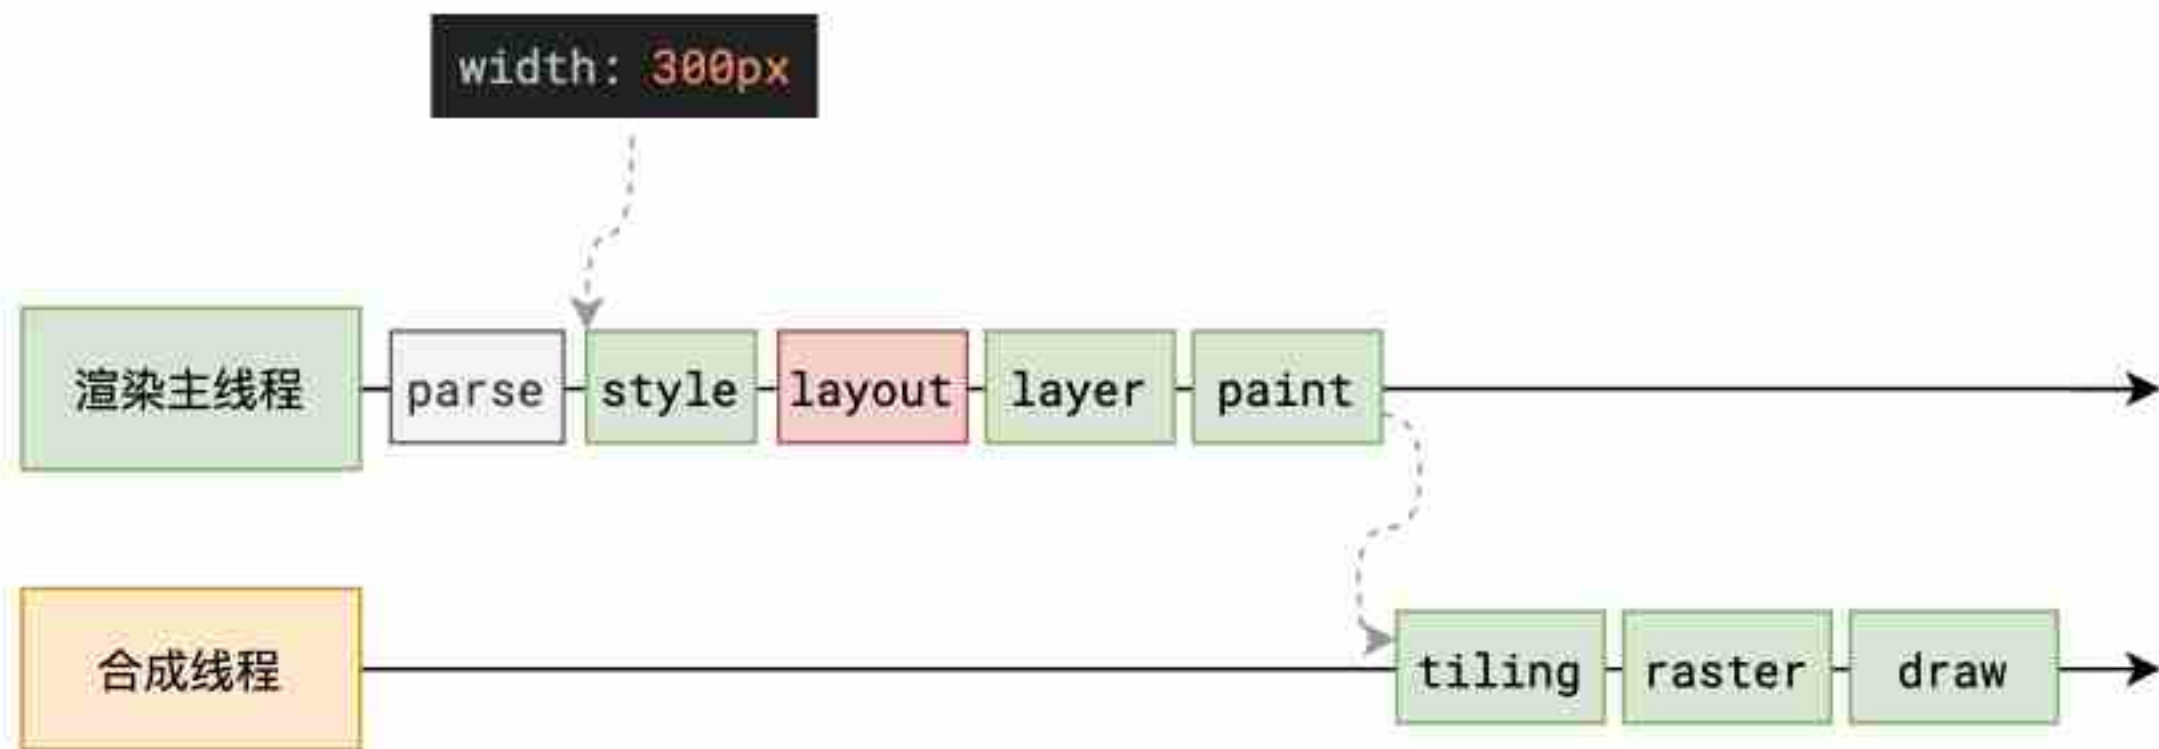 width: 300px
渲染主线程
parse
style
layout
layer
paint
合成线程
tiling
raster
draw